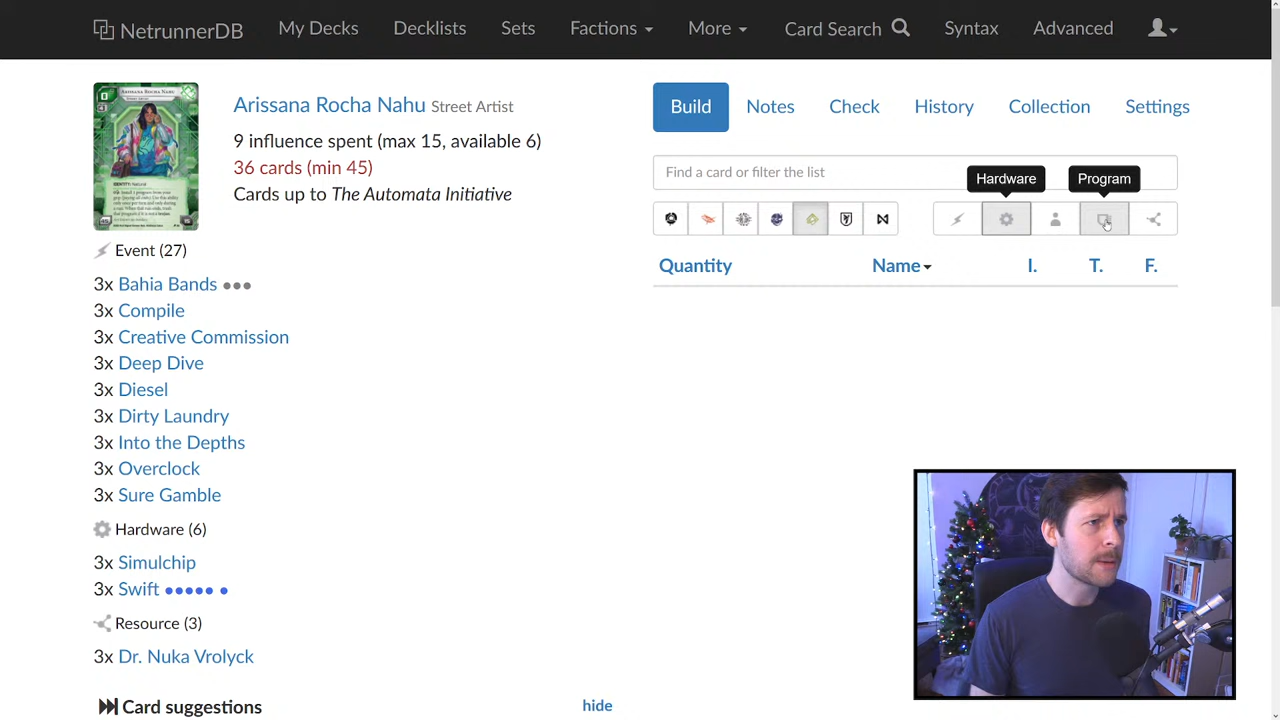 NetrunnerDB My Decks Decklists Sets Factions More Card Search Syntax Advanced
Arissana Rocha Nahu Street Artist
9 influence spent (max 15, available 6)
36 cards (min 45)
Cards up to The Automata Initiative
Event (27)
3x Bahia Bands
3x Compile
3x Creative Commission
3x Deep Dive
3x Diesel
3x Dirty Laundry
3x Into the Depths
3x Overclock
3x Sure Gamble
Hardware (6)
3x Simulchip
3x Swift
Resource (3)
3x Dr. Nuka Vrolyck
Card suggestions hide
Build Notes Check History Collection Settings
Find a card or filter the list
Hardware Program
Quantity Name I. T. F.